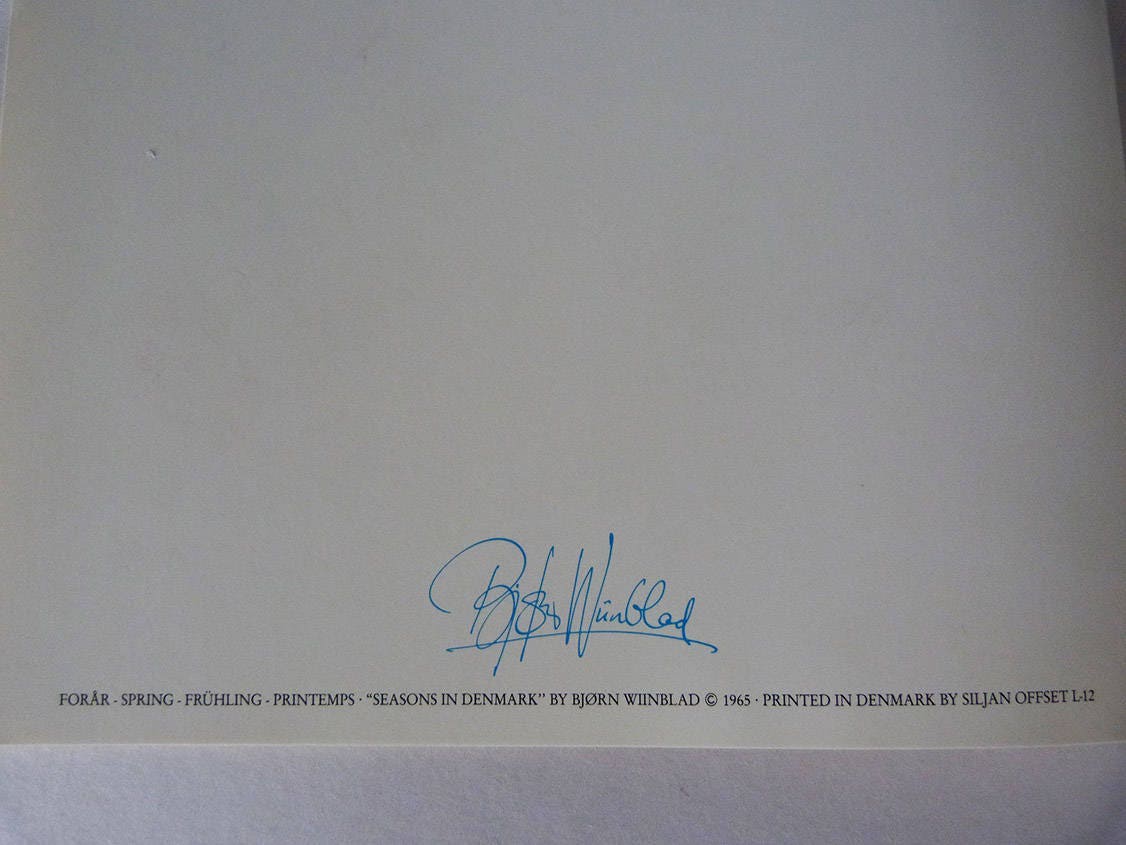 Bjørn Wiinblad
FORÅR - SPRING - FRÜHLING - PRINTEMPS · “SEASONS IN DENMARK’’ BY BJØRN WIINBLAD © 1965 · PRINTED IN DENMARK BY SILJAN OFFSET L-12